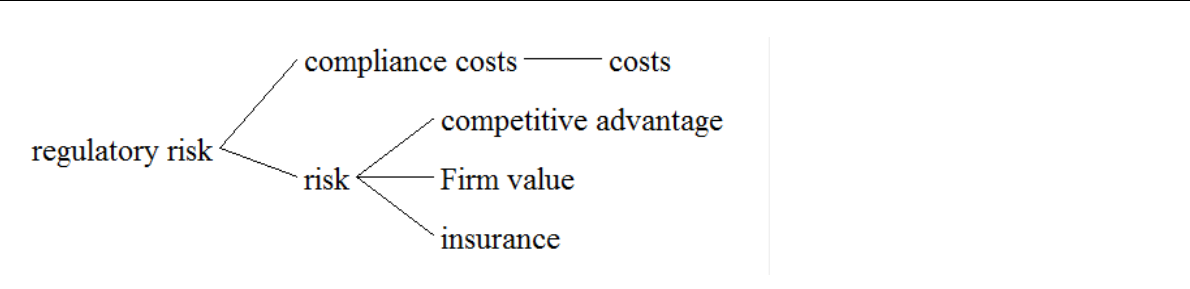 compliance costs costs
competitive advantage
regulatory risk
risk Firm value
insurance